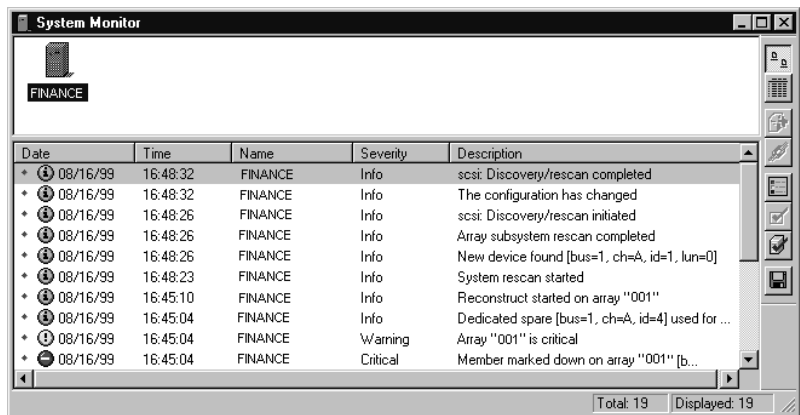 System Monitor
FINANCE
Date Time Name Severity Description
08/16/99 16:48:32 FINANCE Info scsi: Discovery/rescan completed
08/16/99 16:48:32 FINANCE Info The configuration has changed
08/16/99 16:48:26 FINANCE Info scsi: Discovery/rescan initiated
08/16/99 16:48:26 FINANCE Info Array subsystem rescan completed
08/16/99 16:48:26 FINANCE Info New device found [bus=1, ch=A, id=1, lun=0]
08/16/99 16:48:23 FINANCE Info System rescan started
08/16/99 16:45:10 FINANCE Info Reconstruct started on array "001"
08/16/99 16:45:04 FINANCE Info Dedicated spare [bus=1, ch=A, id=4] used for ...
08/16/99 16:45:04 FINANCE Warning Array "001" is critical
08/16/99 16:45:04 FINANCE Critical Member marked down on array "001" [b...
Total: 19 Displayed: 19